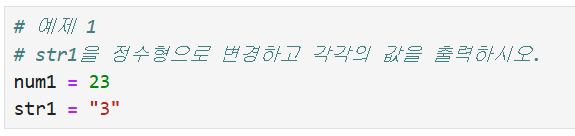 # 예제 1
# str1을 정수형으로 변경하고 각각의 값을 출력하시오.
num1 = 23
str1 = "3"